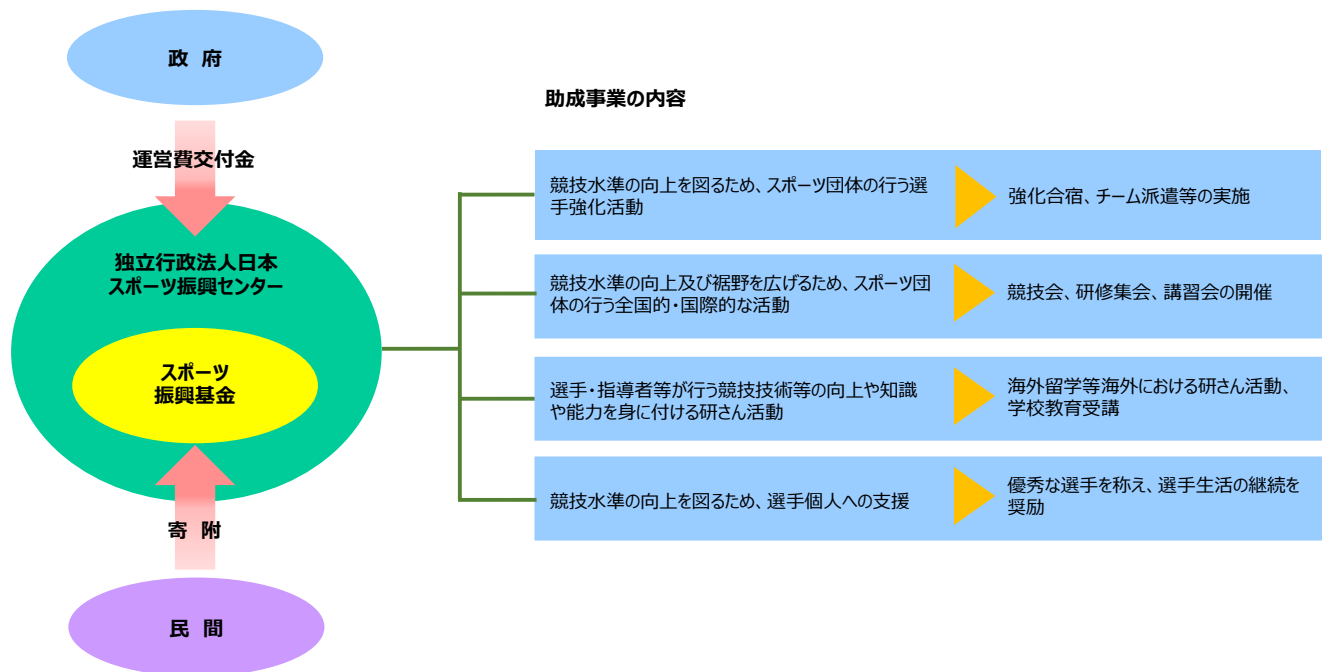 政 府
運営費交付金
独立行政法人日本
スポーツ振興センター
スポーツ
振興基金
寄 附
民 間
助成事業の内容
競技水準の向上を図るため、スポーツ団体の行う選
手強化活動
強化合宿、チーム派遣等の実施
競技水準の向上及び裾野を広げるため、スポーツ団
体の行う全国的・国際的な活動
競技会、研修集会、講習会の開催
選手・指導者等が行う競技技術等の向上や知識
や能力を身に付ける研さん活動
海外留学等海外における研さん活動、
学校教育受講
競技水準の向上を図るため、選手個人への支援
優秀な選手を称え、選手生活の継続を
奨励